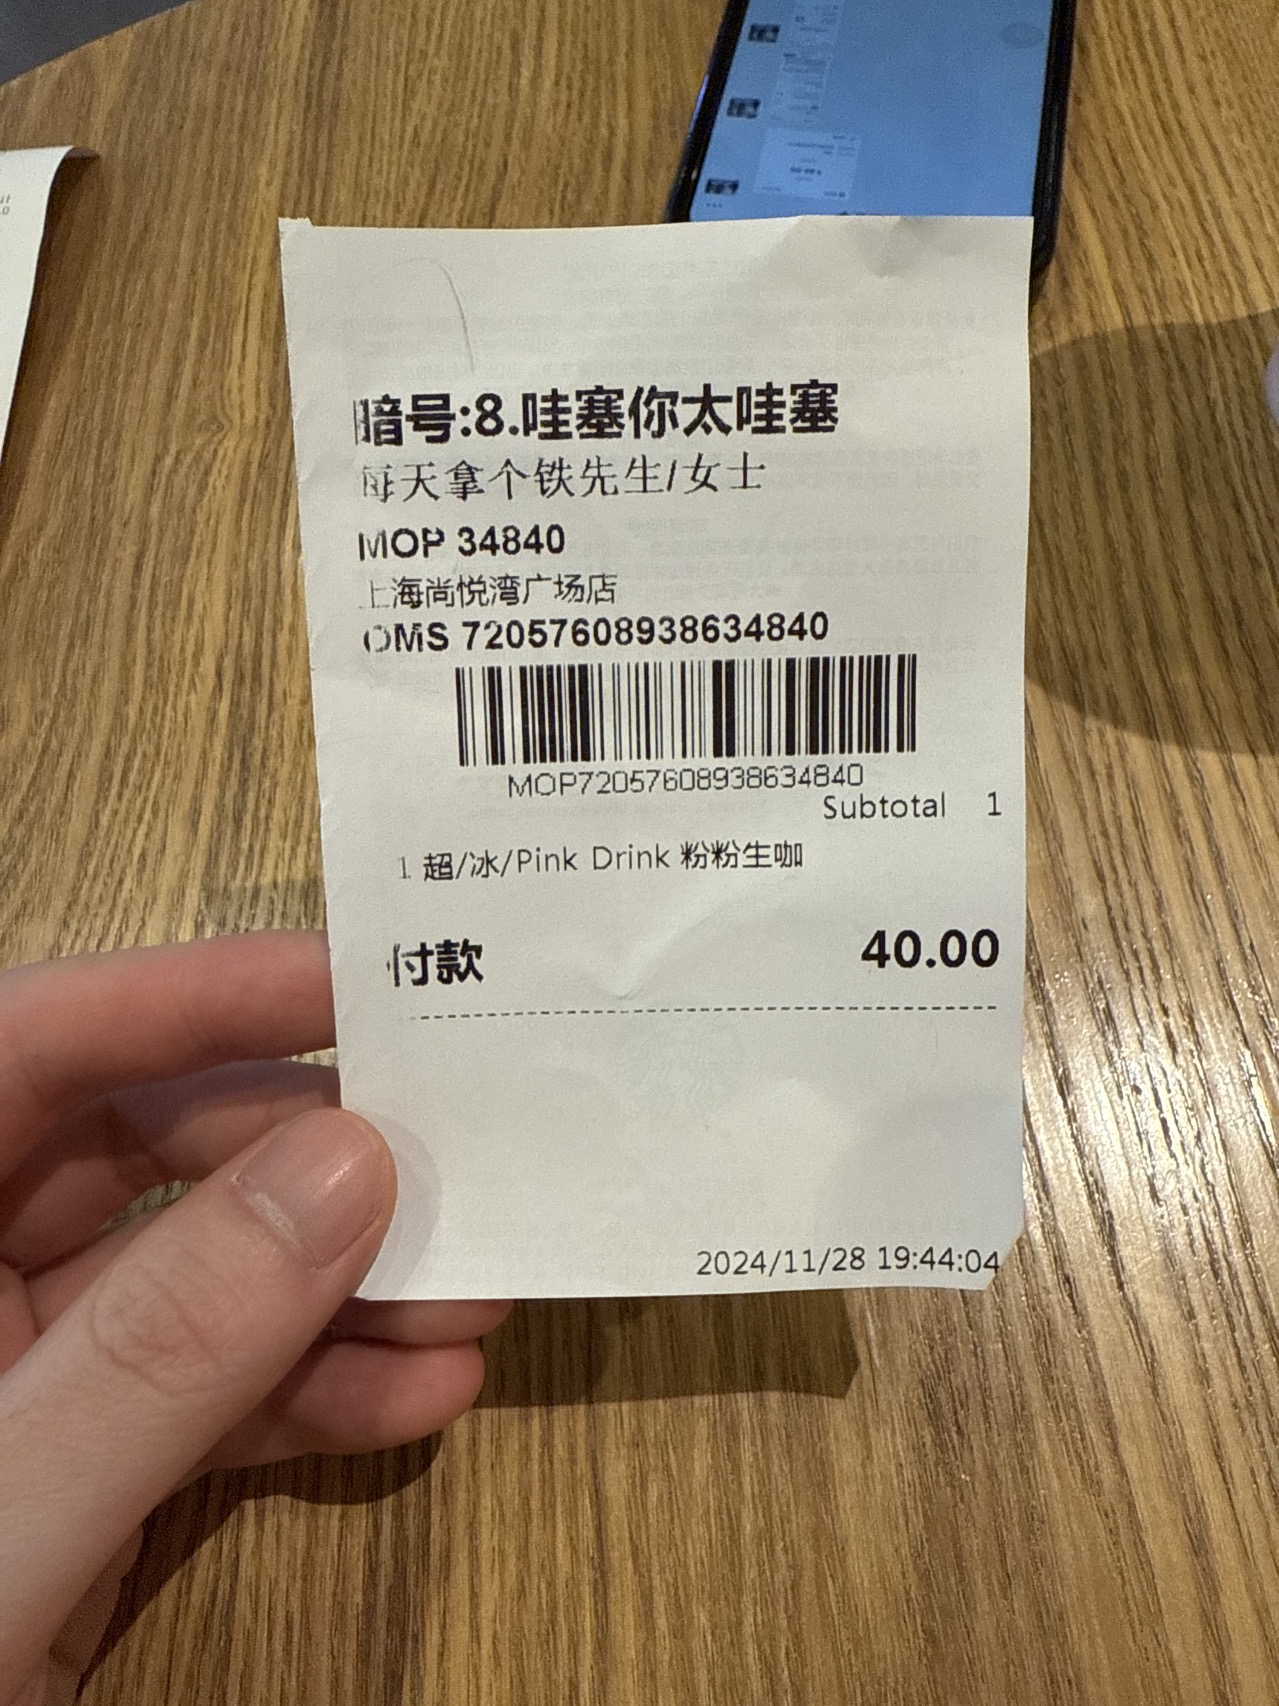 暗号:8.哇塞你太哇塞
每天拿个铁先生/女士
MOP 34840
上海尚悦湾广场店
OMS 72057608938634840
MOP72057608938634840
Subtotal 1
1 超/冰/Pink Drink 粉粉生咖
付款 40.00
2024/11/28 19:44:04